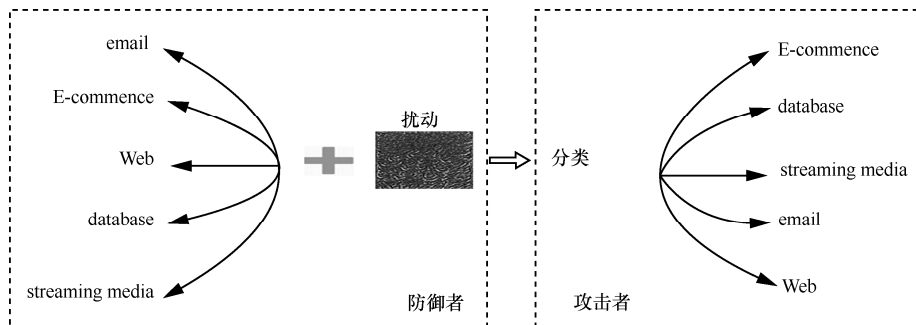 email
E-commence
Web
database
streaming media
扰动
防御者
分类
E-commence
database
streaming media
email
Web
攻击者